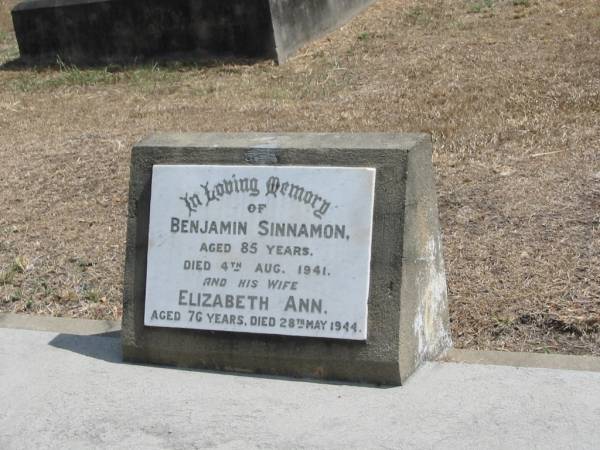 In Loving Memory
OF
BENJAMIN SINNAMON,
AGED 85 YEARS.
DIED 4TH AUG. 1941.
AND HIS WIFE
ELIZABETH ANN.
AGED 76 YEARS, DIED 28TH MAY 1944.